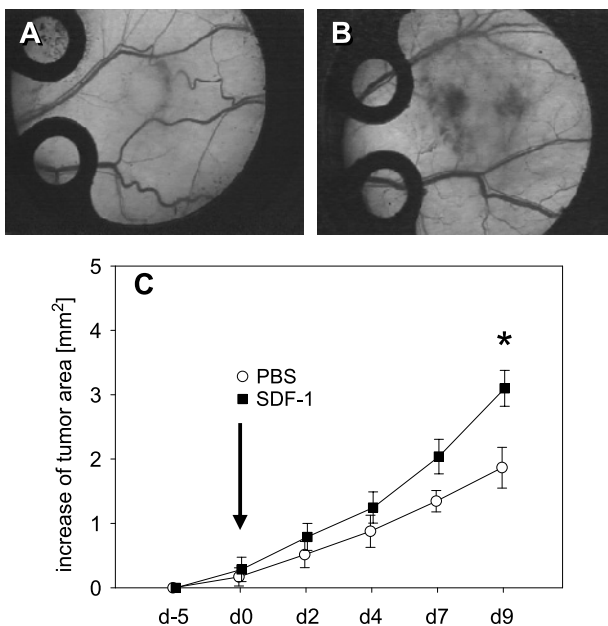 A
B
C
increase of tumor area [mm²]
5
4
3
2
1
0
*
PBS
SDF-1
d-5 d0 d2 d4 d7 d9